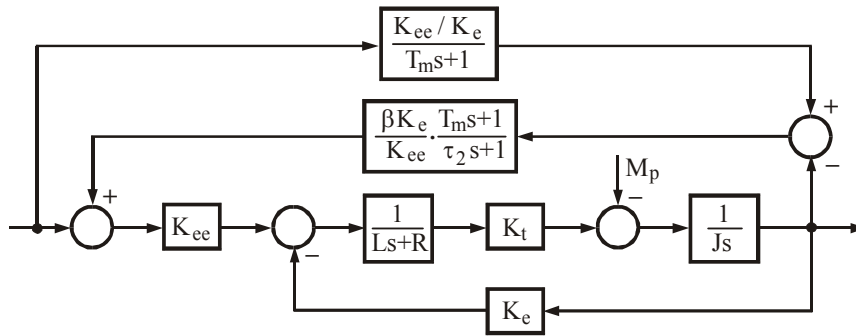 K_ee / K_e
T_m s+1
+
βK_e
K_ee
·
T_m s+1
τ_2 s+1
−
M_p
+
−
K_ee
−
1
Ls+R
K_t
1
Js
K_e